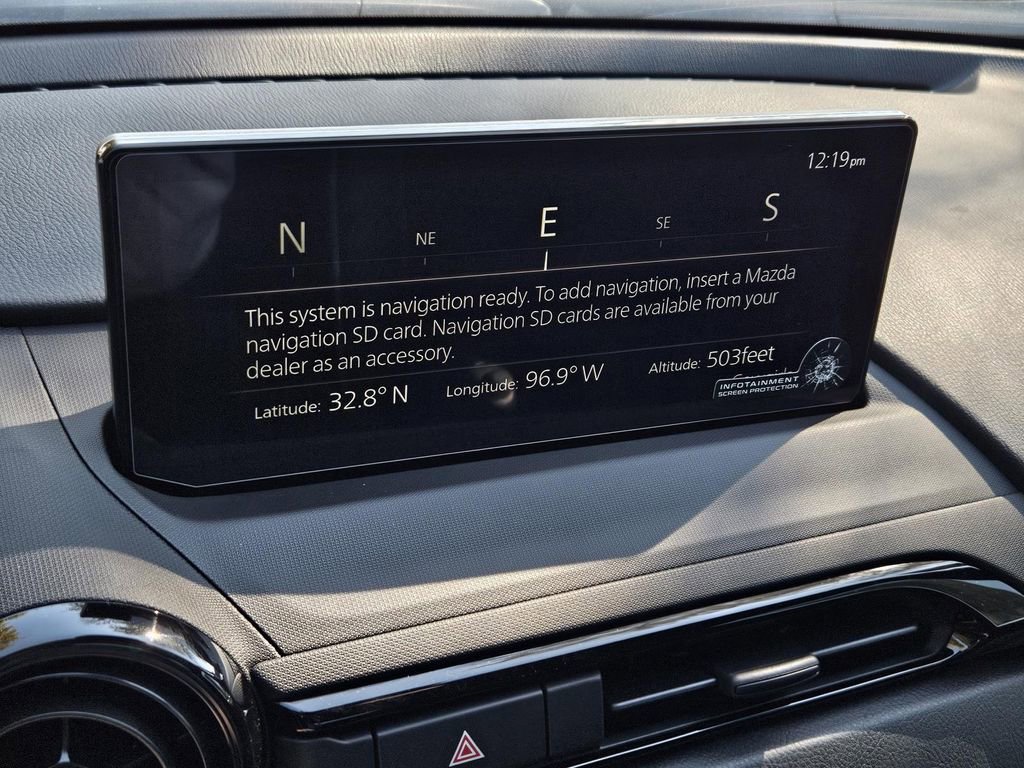 12:19pm
N NE E SE S
This system is navigation ready. To add navigation, insert a Mazda
navigation SD card. Navigation SD cards are available from your
dealer as an accessory.
Latitude: 32.8° N Longitude: 96.9° W Altitude: 503feet
INFOTAINMENT
SCREEN PROTECTION